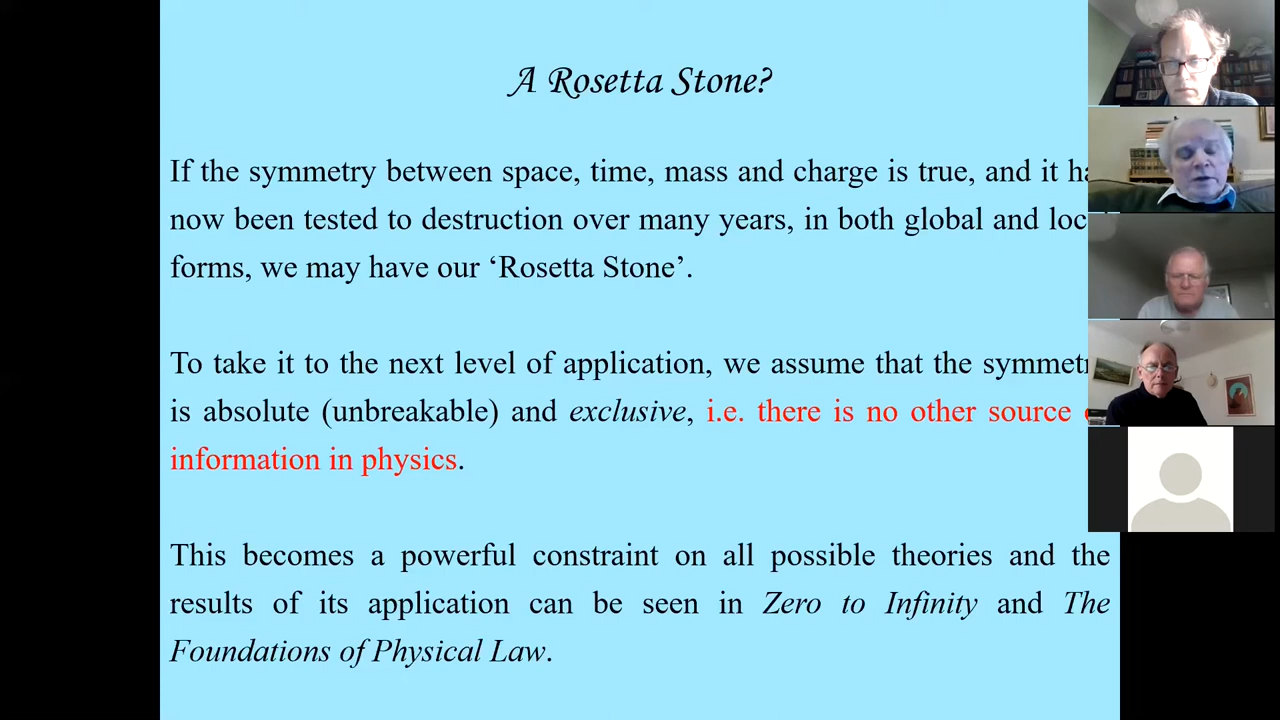 A Rosetta Stone?
If the symmetry between space, time, mass and charge is true, and it
now been tested to destruction over many years, in both global and
forms, we may have our ‘Rosetta Stone’.
To take it to the next level of application, we assume that the
is absolute (unbreakable) and exclusive, i.e. there is no other source
information in physics.
This becomes a powerful constraint on all possible theories and the
results of its application can be seen in Zero to Infinity and The
Foundations of Physical Law.